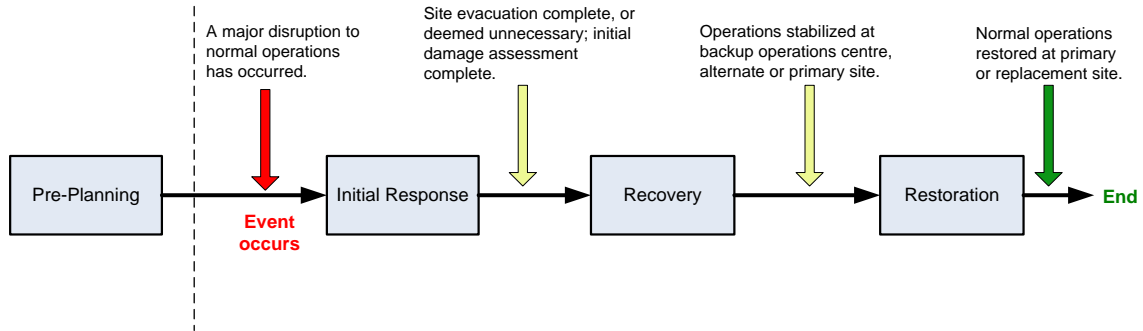 A major disruption to
normal operations
has occurred.
Site evacuation complete, or
deemed unnecessary; initial
damage assessment
complete.
Operations stabilized at
backup operations centre,
alternate or primary site.
Normal operations
restored at primary
or replacement site.
Pre-Planning
Event
occurs
Initial Response
Recovery
Restoration
End